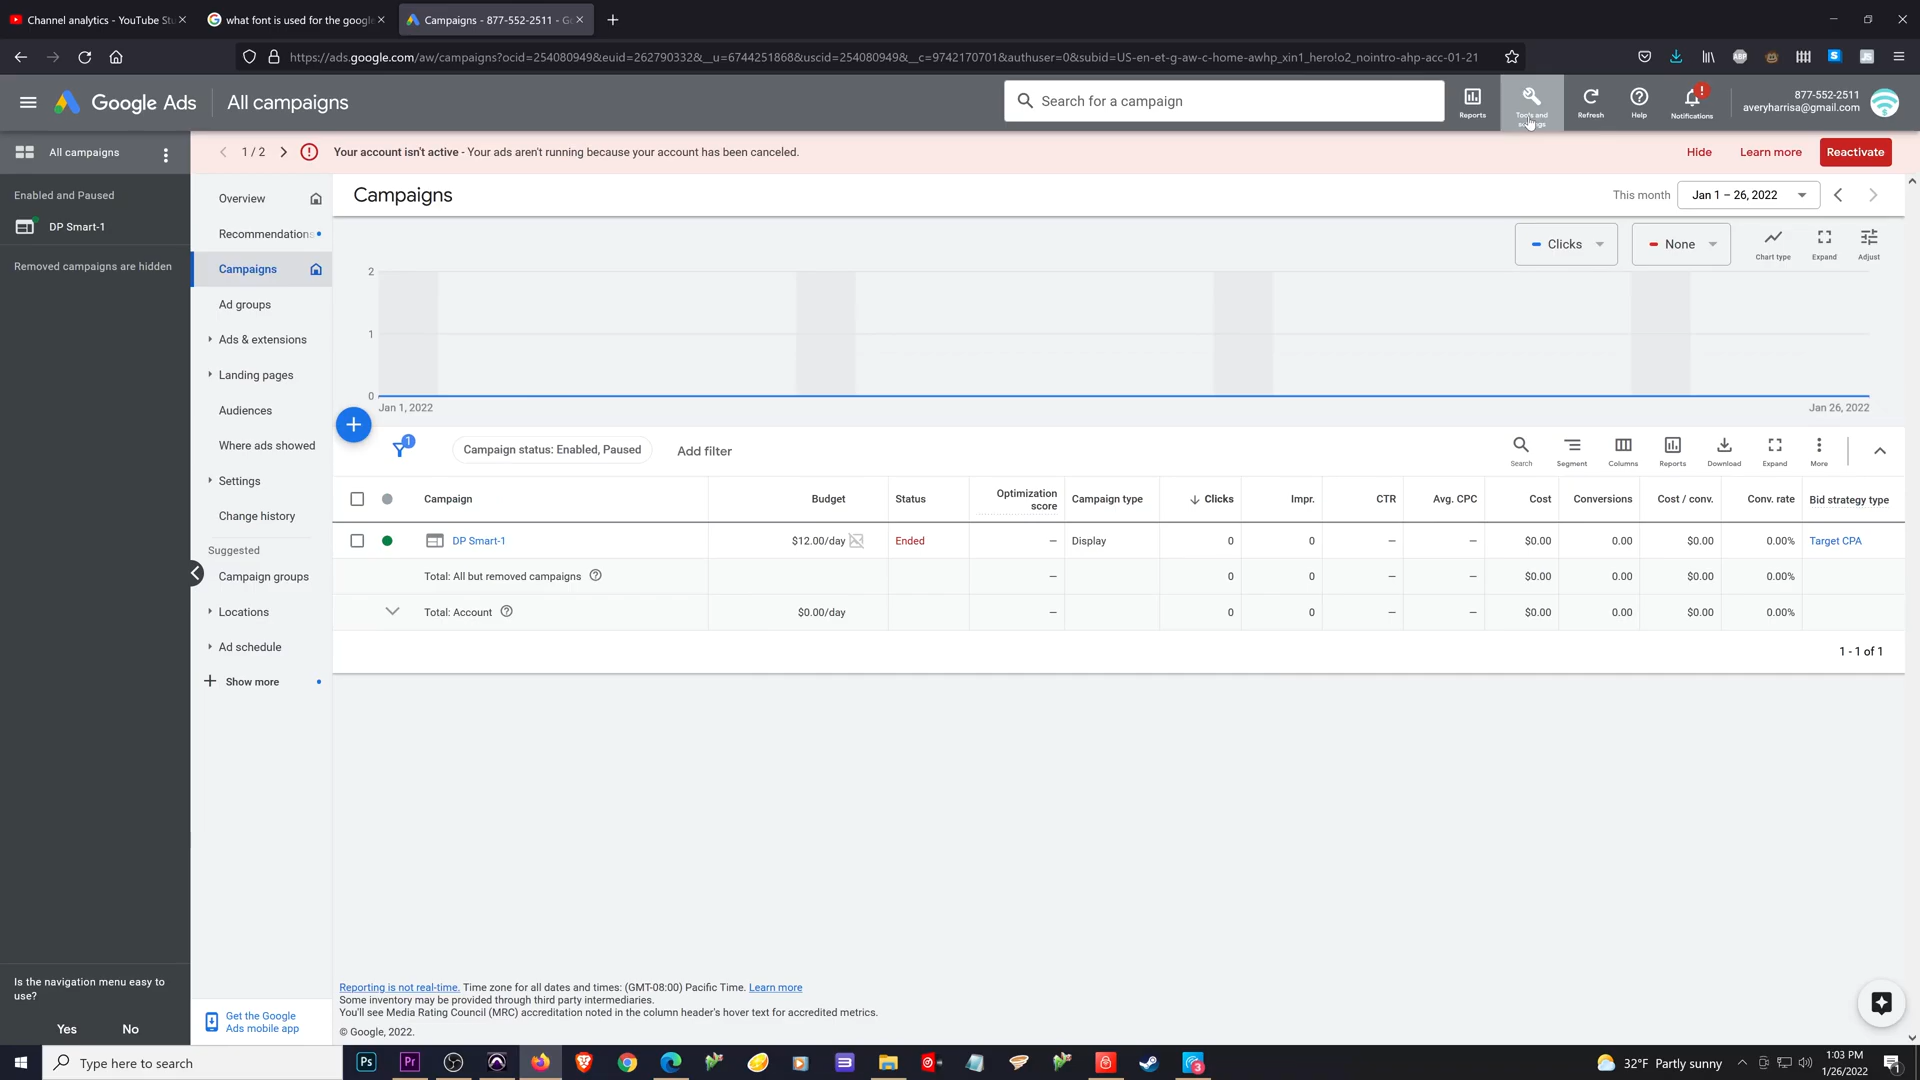 Channel analytics - YouTube Stu
what font is used for the google
Campaigns - 877-552-2511 - G
https://ads.google.com/aw/campaigns?ocid=254080949&euid=262790332&__u=6744251868&uscid=254080949&__c=9742170701&authuser=0&subid=US-en-et-g-aw-c-home-awhp_xin1_hero!o2_nointro-ahp-acc-01-21
Google Ads
All campaigns
Search for a campaign
Reports
Tools and settings
Refresh
Help
Notifications
877-552-2511
averyharrisa@gmail.com
All campaigns
1 / 2
Your account isn't active - Your ads aren't running because your account has been canceled.
Hide
Learn more
Reactivate
Enabled and Paused
DP Smart-1
Removed campaigns are hidden
Overview
Recommendations
Campaigns
Ad groups
Ads & extensions
Landing pages
Audiences
Where ads showed
Settings
Change history
Suggested
Campaign groups
Locations
Ad schedule
Show more
Campaigns
This month
Jan 1 – 26, 2022
Clicks
None
Chart type
Expand
Adjust
2
1
0
Jan 1, 2022
Jan 26, 2022
1
Campaign status: Enabled, Paused
Add filter
Search
Segment
Columns
Reports
Download
Expand
More
Campaign
Budget
Status
Optimization score
Campaign type
Clicks
Impr.
CTR
Avg. CPC
Cost
Conversions
Cost / conv.
Conv. rate
Bid strategy type
DP Smart-1
$12.00/day
Ended
–
Display
0
0
–
–
$0.00
0.00
$0.00
0.00%
Target CPA
Total: All but removed campaigns
–
0
0
–
–
$0.00
0.00
$0.00
0.00%
Total: Account
$0.00/day
–
0
0
–
–
$0.00
0.00
$0.00
0.00%
1 - 1 of 1
Reporting is not real-time. Time zone for all dates and times: (GMT-08:00) Pacific Time. Learn more
Some inventory may be provided through third party intermediaries.
You'll see Media Rating Council (MRC) accreditation noted in the column header's hover text for accredited metrics.
© Google, 2022.
Is the navigation menu easy to
use?
Yes
No
Get the Google
Ads mobile app
Type here to search
Ps
Pr
3
32°F Partly sunny
1:03 PM
1/26/2022
1